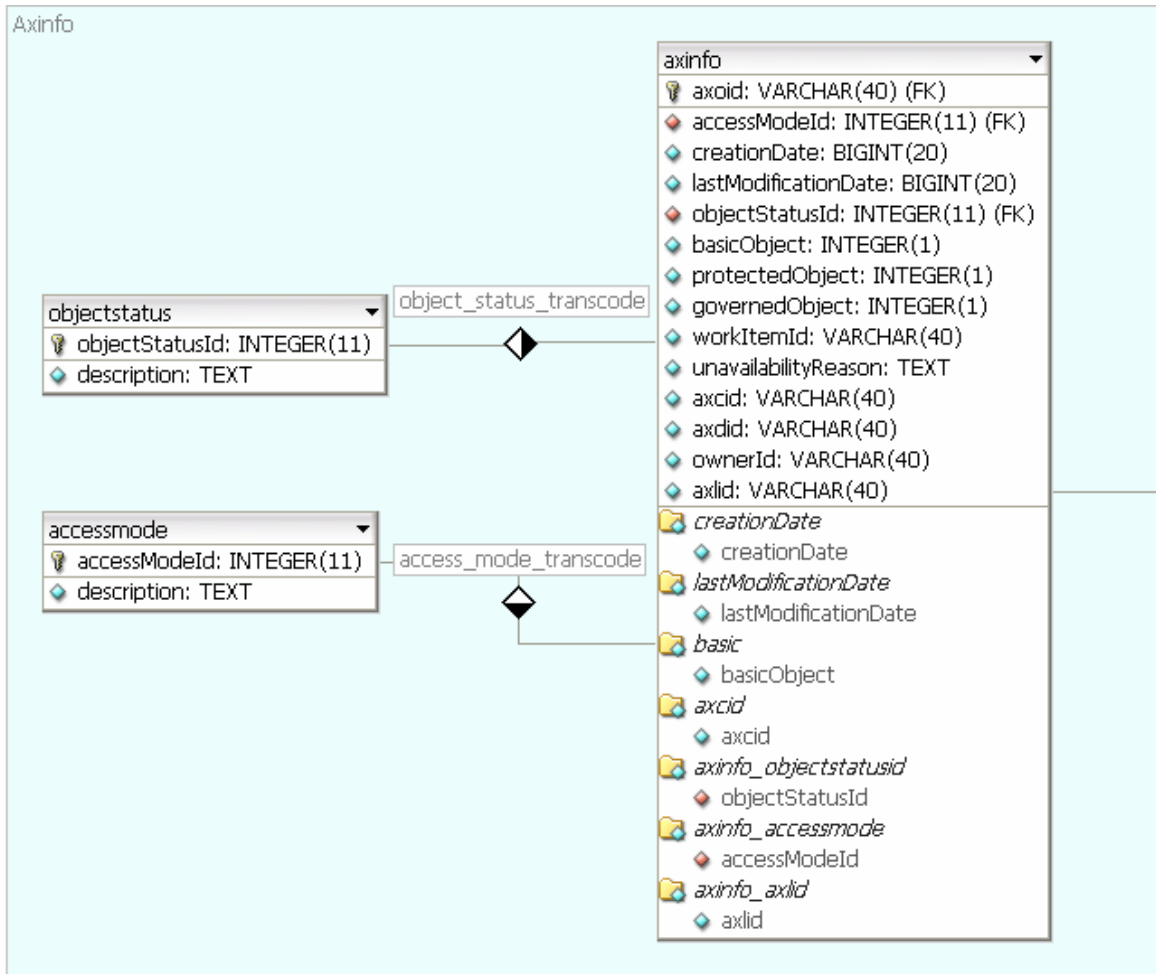 Axinfo
axinfo
axoid: VARCHAR(40) (FK)
accessModeId: INTEGER(11) (FK)
creationDate: BIGINT(20)
lastModificationDate: BIGINT(20)
objectStatusId: INTEGER(11) (FK)
basicObject: INTEGER(1)
protectedObject: INTEGER(1)
governedObject: INTEGER(1)
workItemId: VARCHAR(40)
unavailabilityReason: TEXT
axcid: VARCHAR(40)
axdid: VARCHAR(40)
ownerId: VARCHAR(40)
axlid: VARCHAR(40)
creationDate
creationDate
lastModificationDate
lastModificationDate
basic
basicObject
axcid
axcid
axinfo_objectstatusid
objectStatusId
axinfo_accessmode
accessModeId
axinfo_axlid
axlid
objectstatus
objectStatusId: INTEGER(11)
description: TEXT
object_status_transcode
accessmode
accessModeId: INTEGER(11)
description: TEXT
access_mode_transcode